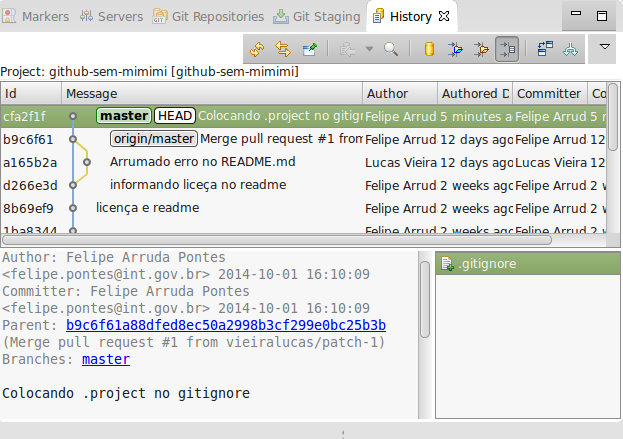 Markers Servers Git Repositories Git Staging History
Project: github-sem-mimimi [github-sem-mimimi]
Id Message Author Authored D Committer Co
cfa2f1f master HEAD Colocando .project no gitign Felipe Arrud 5 minutes a Felipe Arrud 5 m
b9c6f61 origin/master Merge pull request #1 from Felipe Arrud 12 days ago Felipe Arrud 12
a165b2a Arrumado erro no README.md Lucas Vieira 12 days ago Lucas Vieira 12
d266e3d informando liceça no readme Felipe Arrud 2 weeks ago Felipe Arrud 2 w
8b69ef9 licença e readme Felipe Arrud 2 weeks ago Felipe Arrud 2 w
1ba8344 Felipe Arrud 2 weeks ago Felipe Arrud 2 w
Author: Felipe Arruda Pontes
<felipe.pontes@int.gov.br> 2014-10-01 16:10:09
Committer: Felipe Arruda Pontes
<felipe.pontes@int.gov.br> 2014-10-01 16:10:09
Parent: b9c6f61a88dfed8ec50a2998b3cf299e0bc25b3b
(Merge pull request #1 from vieiralucas/patch-1)
Branches: master
Colocando .project no gitignore
.gitignore